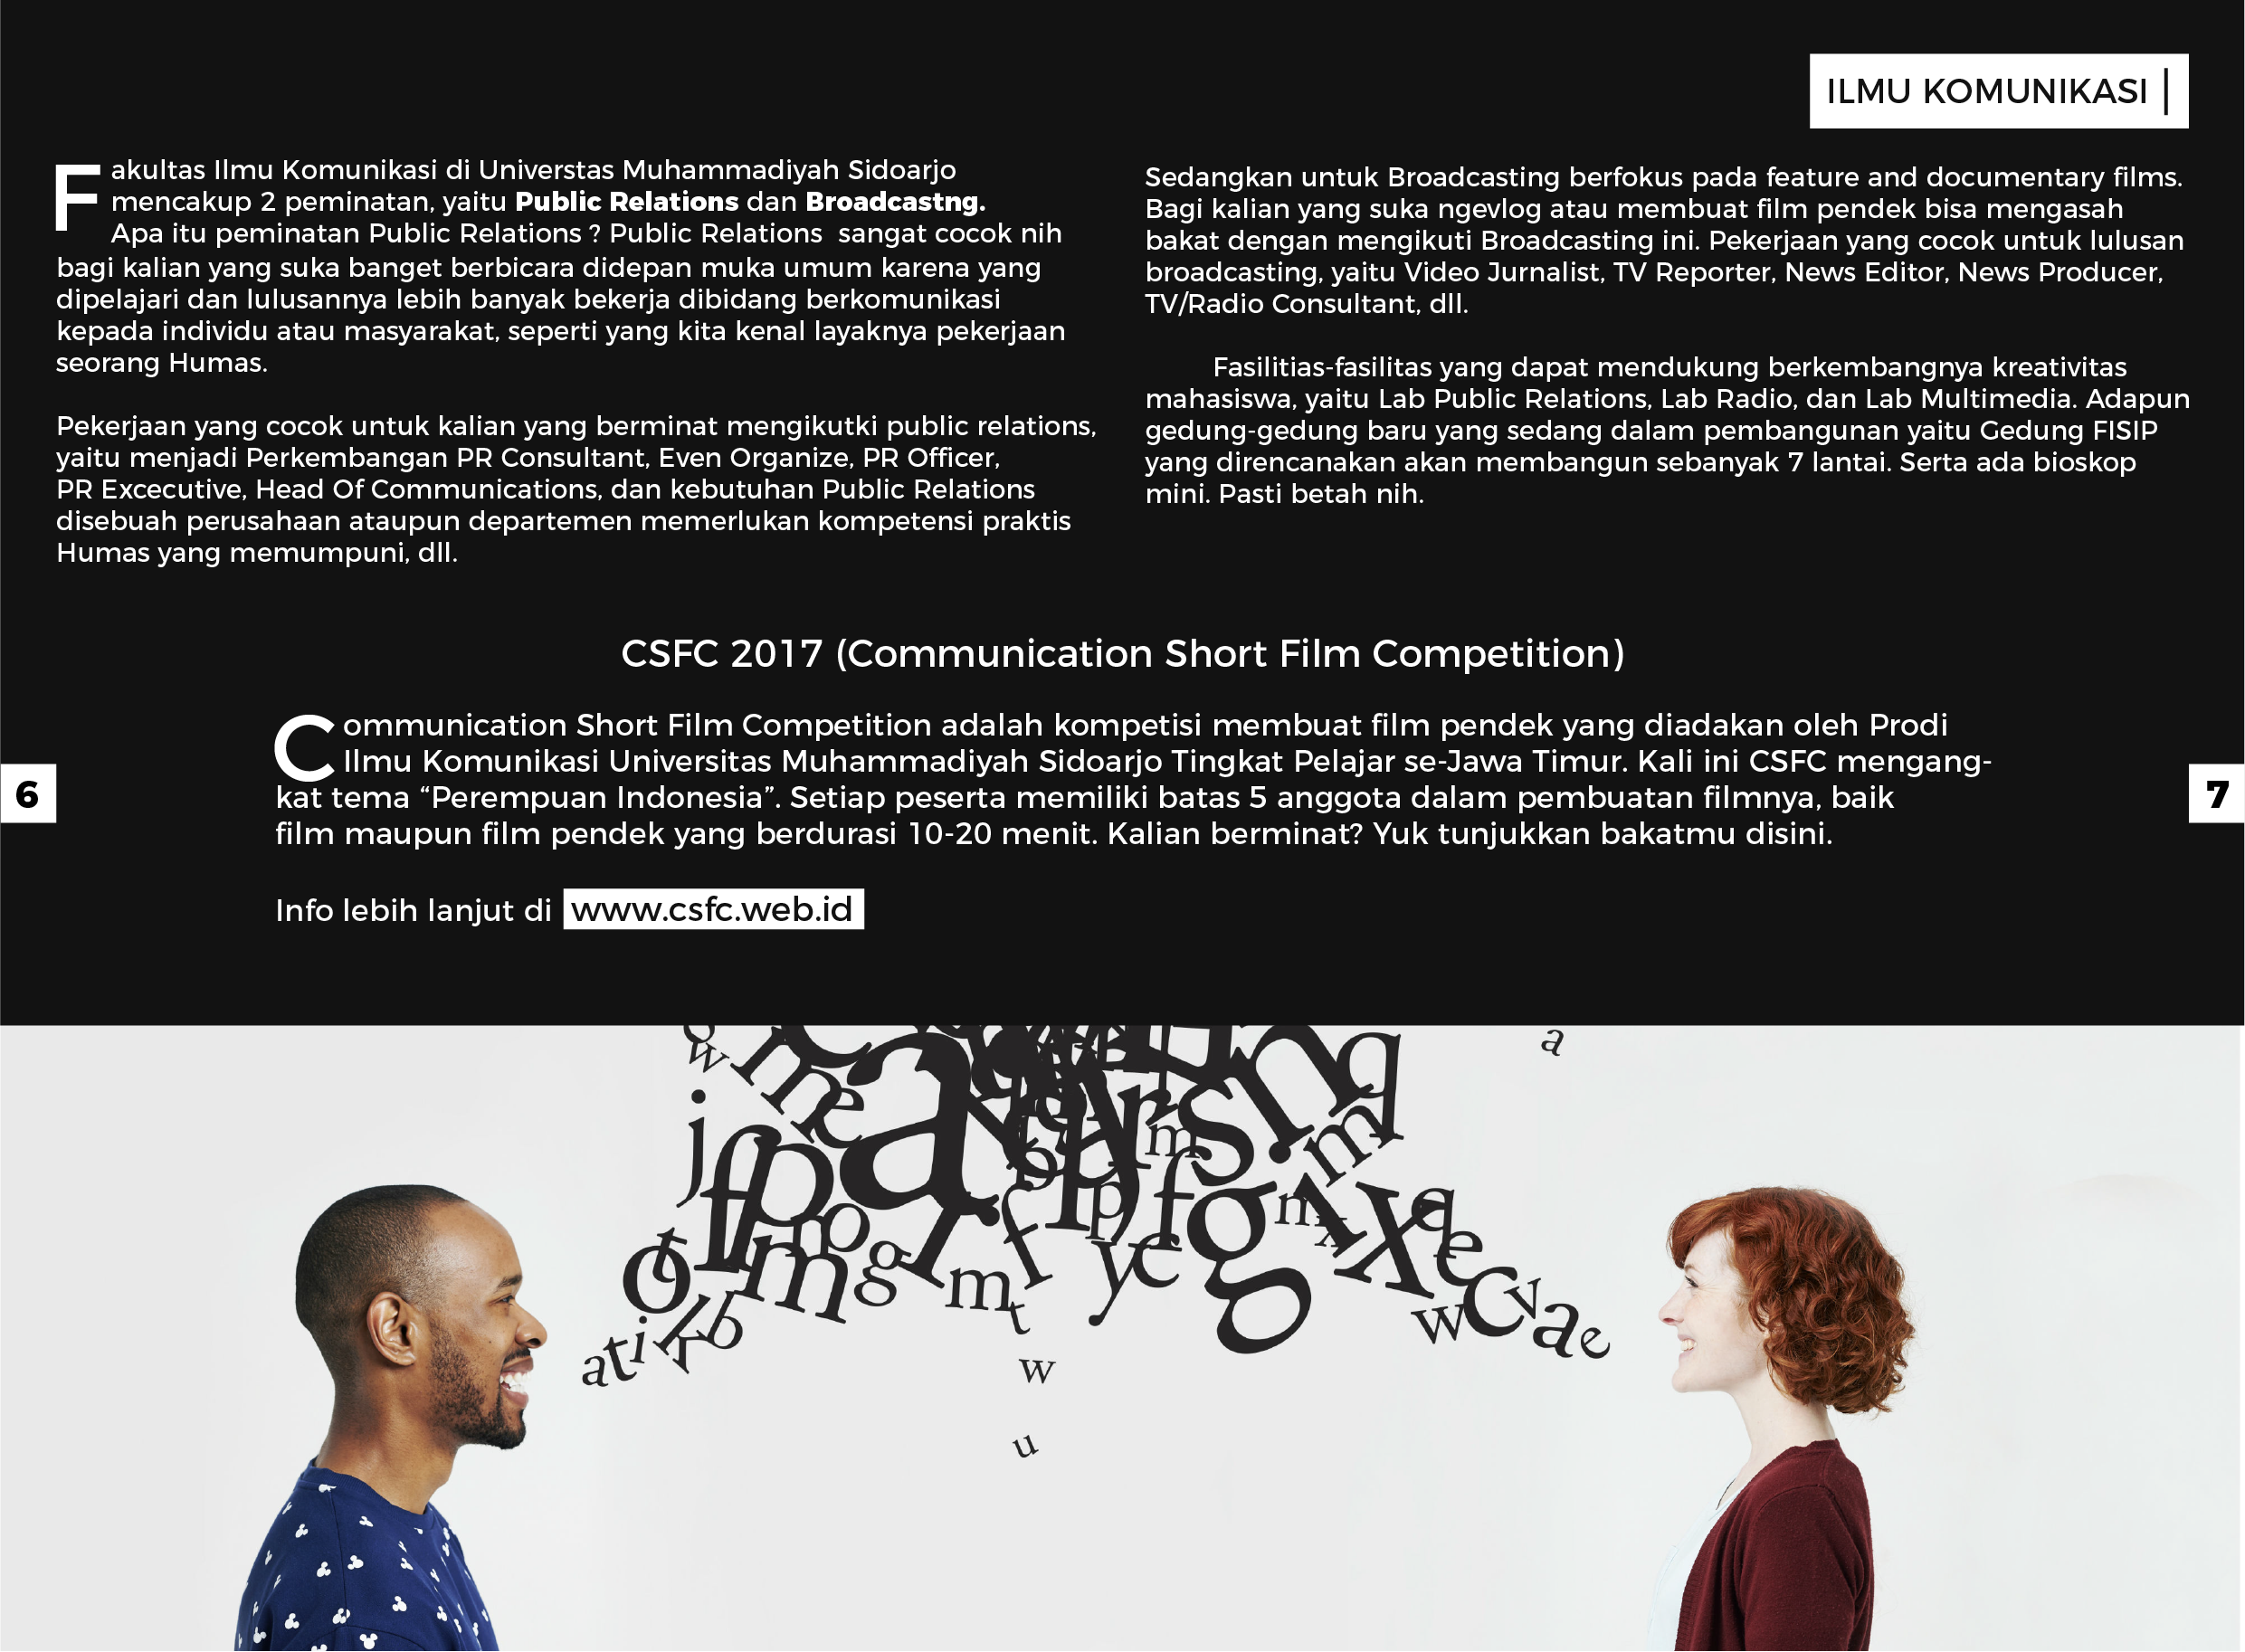 ILMU KOMUNIKASI |
Fakultas Ilmu Komunikasi di Universtas Muhammadiyah Sidoarjo
mencakup 2 peminatan, yaitu Public Relations dan Broadcastng.
Apa itu peminatan Public Relations ? Public Relations  sangat cocok nih
bagi kalian yang suka banget berbicara didepan muka umum karena yang
dipelajari dan lulusannya lebih banyak bekerja dibidang berkomunikasi
kepada individu atau masyarakat, seperti yang kita kenal layaknya pekerjaan
seorang Humas.
Pekerjaan yang cocok untuk kalian yang berminat mengikutki public relations,
yaitu menjadi Perkembangan PR Consultant, Even Organize, PR Officer,
PR Excecutive, Head Of Communications, dan kebutuhan Public Relations
disebuah perusahaan ataupun departemen memerlukan kompetensi praktis
Humas yang memumpuni, dll.
Sedangkan untuk Broadcasting berfokus pada feature and documentary films.
Bagi kalian yang suka ngevlog atau membuat film pendek bisa mengasah
bakat dengan mengikuti Broadcasting ini. Pekerjaan yang cocok untuk lulusan
broadcasting, yaitu Video Jurnalist, TV Reporter, News Editor, News Producer,
TV/Radio Consultant, dll.
Fasilitias-fasilitas yang dapat mendukung berkembangnya kreativitas
mahasiswa, yaitu Lab Public Relations, Lab Radio, dan Lab Multimedia. Adapun
gedung-gedung baru yang sedang dalam pembangunan yaitu Gedung FISIP
yang direncanakan akan membangun sebanyak 7 lantai. Serta ada bioskop
mini. Pasti betah nih.
CSFC 2017 (Communication Short Film Competition)
Communication Short Film Competition adalah kompetisi membuat film pendek yang diadakan oleh Prodi
Ilmu Komunikasi Universitas Muhammadiyah Sidoarjo Tingkat Pelajar se-Jawa Timur. Kali ini CSFC mengang-
kat tema “Perempuan Indonesia”. Setiap peserta memiliki batas 5 anggota dalam pembuatan filmnya, baik
film maupun film pendek yang berdurasi 10-20 menit. Kalian berminat? Yuk tunjukkan bakatmu disini.
Info lebih lanjut di www.csfc.web.id
6
7